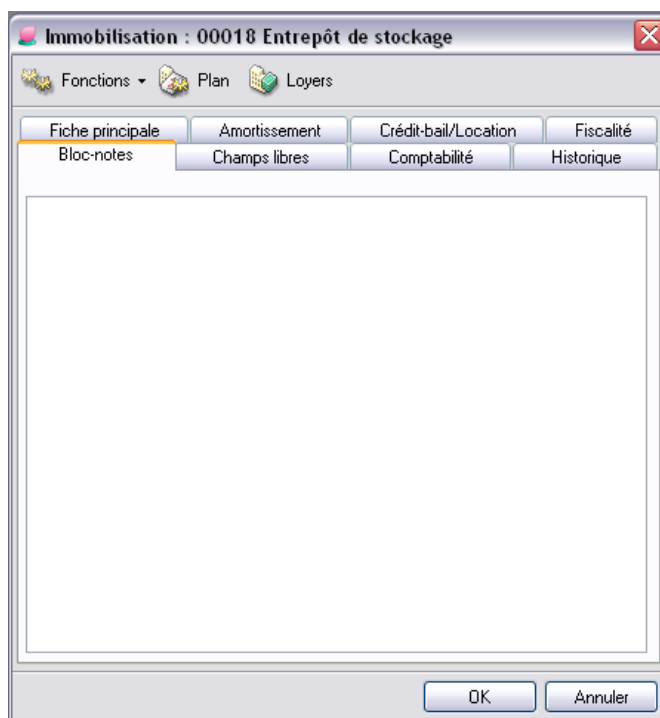 Immobilisation : 00018 Entrepôt de stockage
Fonctions Plan Loyers
Fiche principale Amortissement Crédit-bail/Location Fiscalité
Bloc-notes Champs libres Comptabilité Historique
OK Annuler